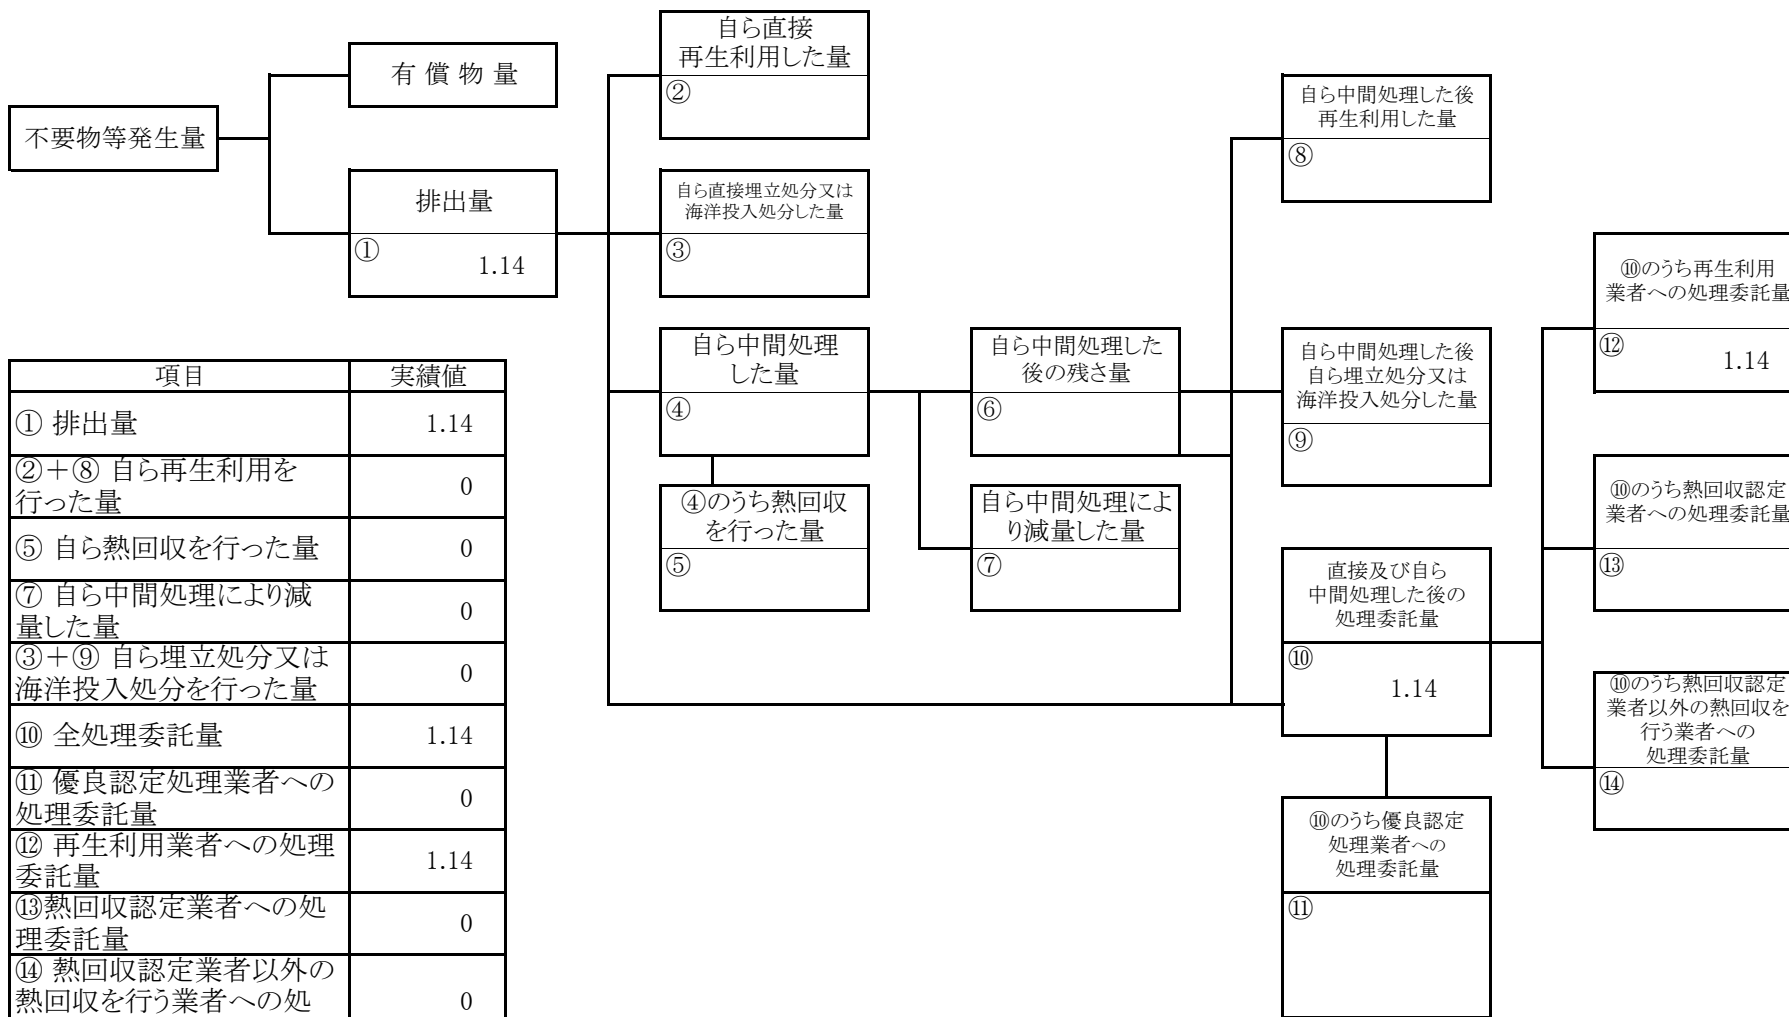 不要物等発生量
有 償 物 量
排出量
①
1.14
自ら直接
再生利用した量
②
自ら直接埋立処分又は
海洋投入処分した量
③
自ら中間処理
した量
④
④のうち熱回収
を行った量
⑤
自ら中間処理した
後の残さ量
⑥
自ら中間処理によ
り減量した量
⑦
自ら中間処理した後
再生利用した量
⑧
自ら中間処理した後
自ら埋立処分又は
海洋投入処分した量
⑨
直接及び自ら
中間処理した後の
処理委託量
⑩
1.14
⑩のうち優良認定
処理業者への
処理委託量
⑪
⑩のうち再生利用
業者への処理委託量
⑫
1.14
⑩のうち熱回収認定
業者への処理委託量
⑬
⑩のうち熱回収認定
業者以外の熱回収を
行う業者への
処理委託量
⑭
項目 実績値
① 排出量 1.14
②＋⑧ 自ら再生利用を
行った量 0
⑤ 自ら熱回収を行った量 0
⑦ 自ら中間処理により減
量した量 0
③＋⑨ 自ら埋立処分又は
海洋投入処分を行った量 0
⑩ 全処理委託量 1.14
⑪ 優良認定処理業者への
処理委託量 0
⑫ 再生利用業者への処理
委託量 1.14
⑬熱回収認定業者への処
理委託量 0
⑭ 熱回収認定業者以外の
熱回収を行う業者への処 0